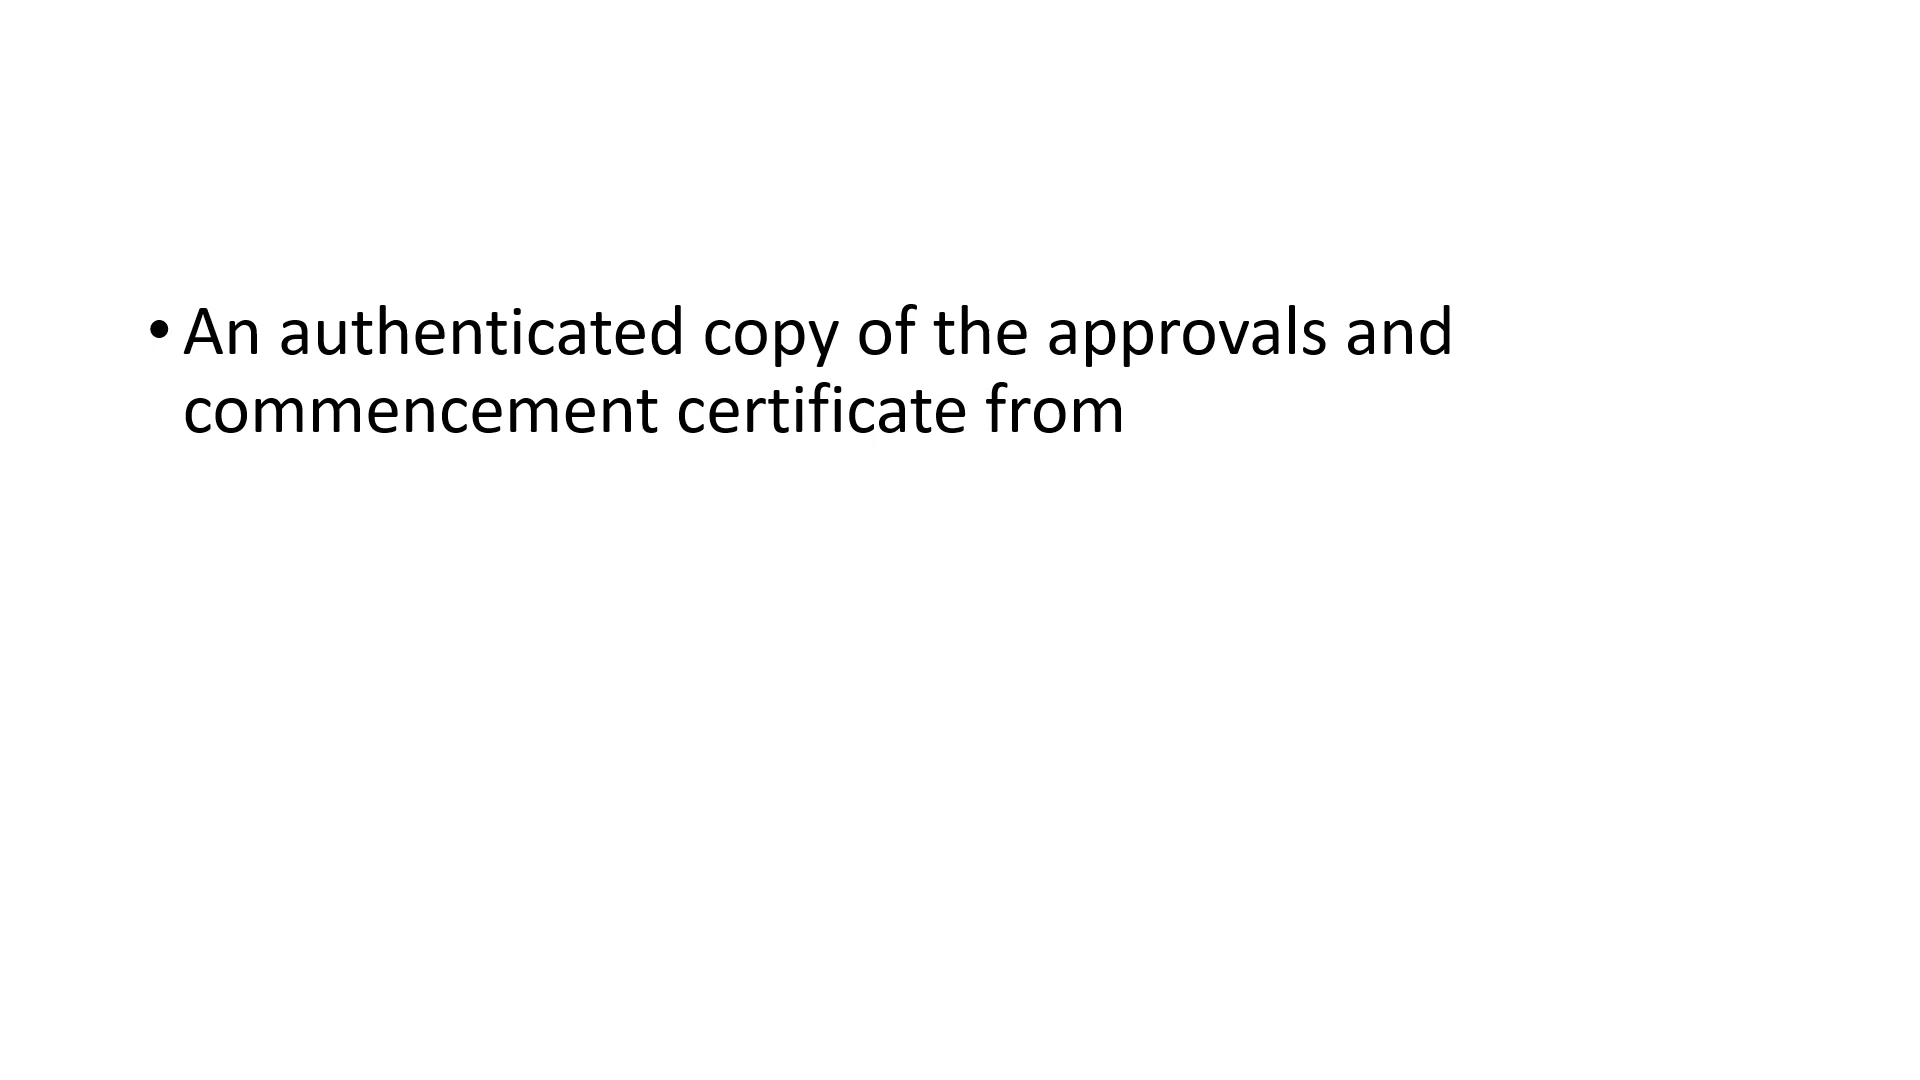 • An authenticated copy of the approvals and
commencement certificate from